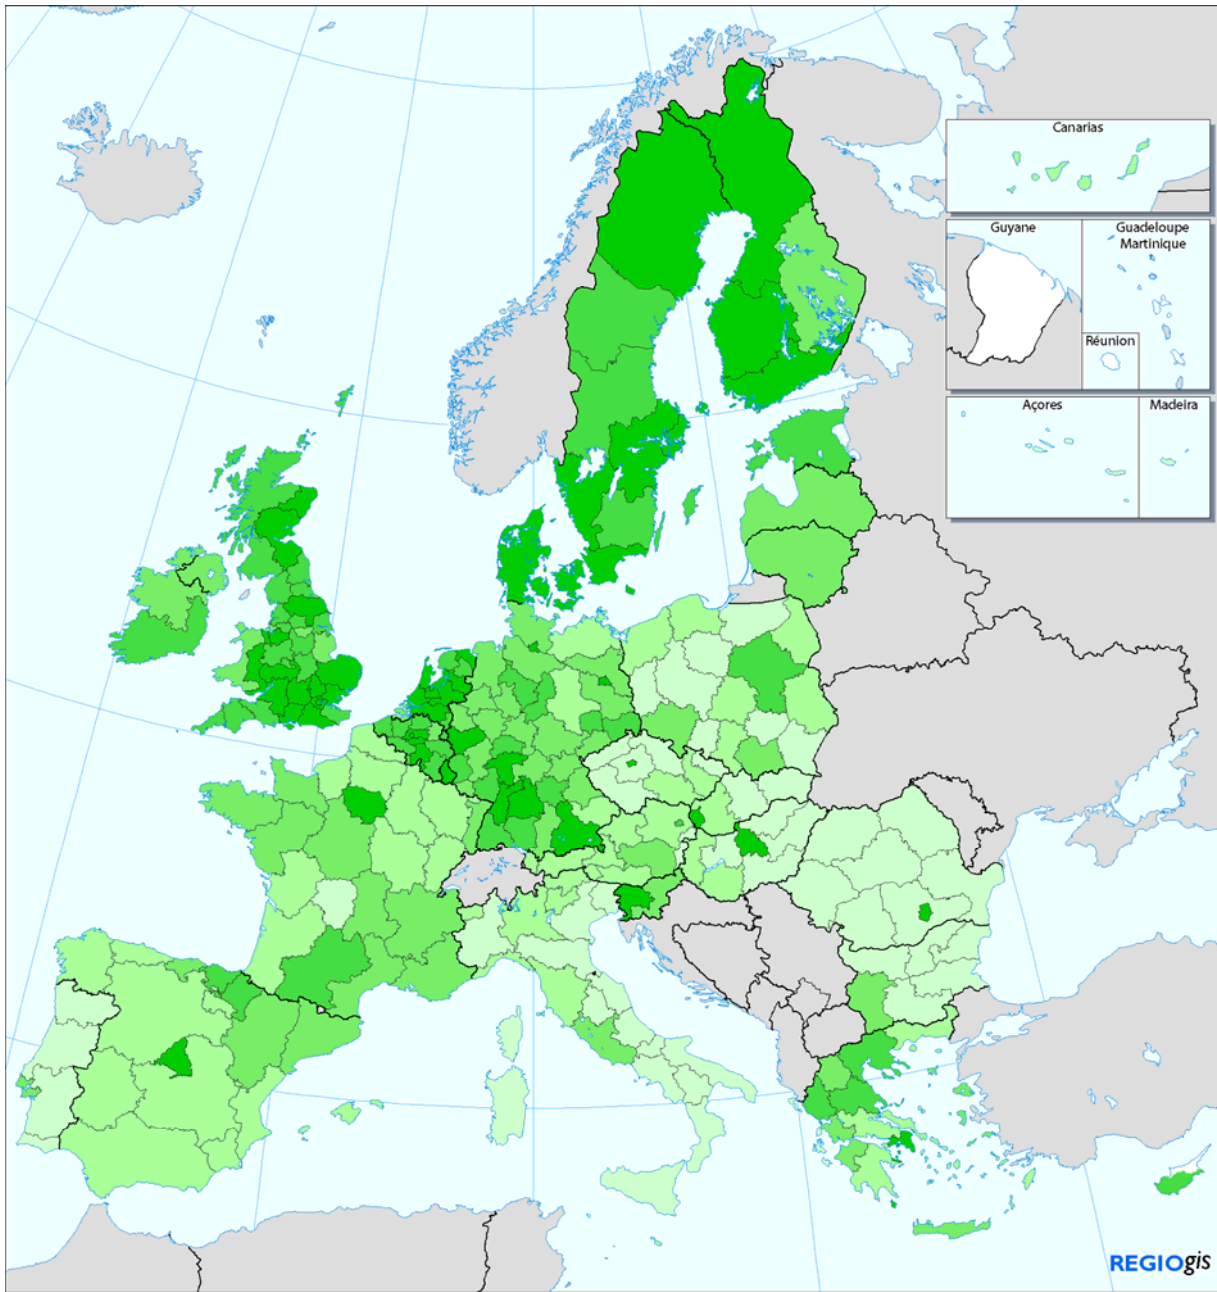 Canarias
Guyane
Guadeloupe
Martinique
Réunion
Açores
Madeira
REGIOgis